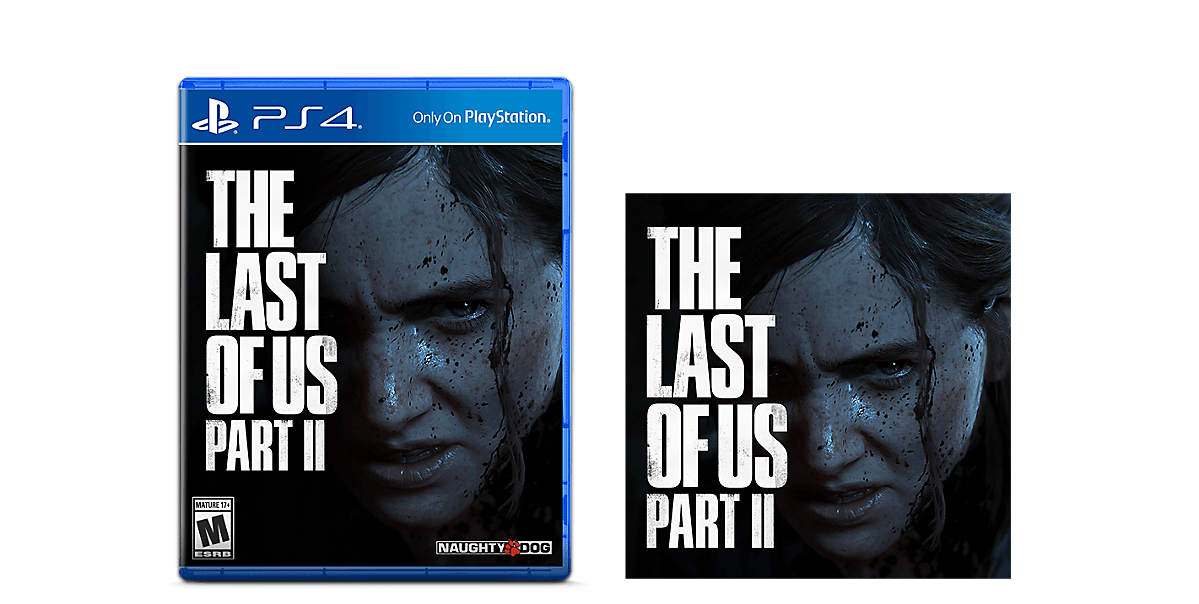 PS4
Only On PlayStation
THE
LAST
OF US
PART II
MATURE 17+
M
ESRB
NAUGHTY DOG
THE
LAST
OF US
PART II